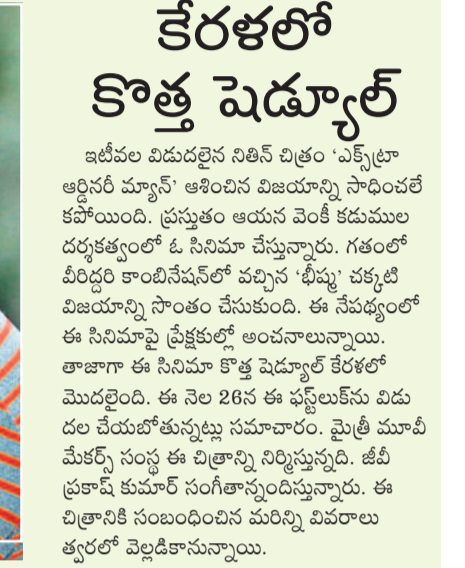 కేరళలో
కొత్త షెడ్యూల్
ఇటీవల విడుదలైన నితిన్ చిత్రం ‘ఎక్స్‌ట్రా
ఆర్డినరీ మ్యాన్’ ఆశించిన విజయాన్ని సాధించలే
కపోయింది. ప్రస్తుతం ఆయన వెంకీ కడుముల
దర్శకత్వంలో ఓ సినిమా చేస్తున్నారు. గతంలో
వీరిద్దరి కాంబినేషన్‌లో వచ్చిన ‘భీష్మ’ చక్కటి
విజయాన్ని సొంతం చేసుకుంది. ఈ నేపథ్యంలో
ఈ సినిమాపై ప్రేక్షకుల్లో అంచనాలున్నాయి.
తాజాగా ఈ సినిమా కొత్త షెడ్యూల్ కేరళలో
మొదలైంది. ఈ నెల 26న ఈ ఫస్ట్‌లుక్‌ను విడు
దల చేయబోతున్నట్లు సమాచారం. మైత్రీ మూవీ
మేకర్స్ సంస్థ ఈ చిత్రాన్ని నిర్మిస్తున్నది. జీవీ
ప్రకాష్ కుమార్ సంగీతాన్నందిస్తున్నారు. ఈ
చిత్రానికి సంబంధించిన మరిన్ని వివరాలు
త్వరలో వెల్లడికానున్నాయి.